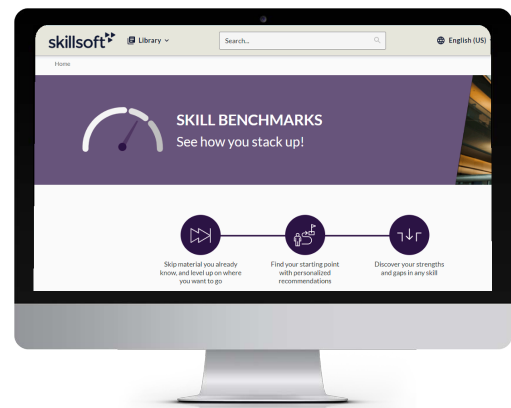 skillsoft
Library
Search...
English (US)
Home
SKILL BENCHMARKS
See how you stack up!
Skip material you already
know, and level up on where
you want to go
Find your starting point
with personalized
recommendations
Discover your strengths
and gaps in any skill